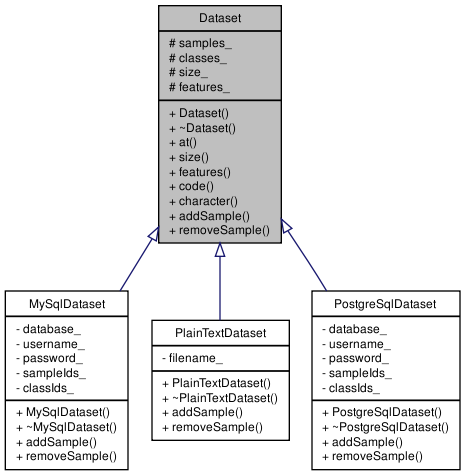 Dataset
# samples_
# classes_
# size_
# features_
+ Dataset()
+ ~Dataset()
+ at()
+ size()
+ features()
+ code()
+ character()
+ addSample()
+ removeSample()
MySqlDataset
- database_
- username_
- password_
- sampleIds_
- classIds_
+ MySqlDataset()
+ ~MySqlDataset()
+ addSample()
+ removeSample()
PlainTextDataset
- filename_
+ PlainTextDataset()
+ ~PlainTextDataset()
+ addSample()
+ removeSample()
PostgreSqlDataset
- database_
- username_
- password_
- sampleIds_
- classIds_
+ PostgreSqlDataset()
+ ~PostgreSqlDataset()
+ addSample()
+ removeSample()